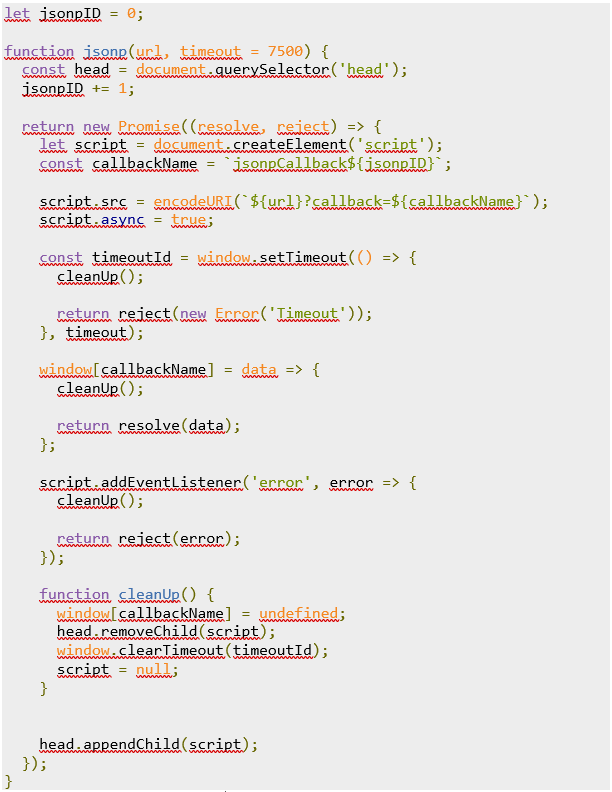 let jsonpID = 0;
function jsonp(url, timeout = 7500) {
const head = document.querySelector('head');
jsonpID += 1;
return new Promise((resolve, reject) => {
let script = document.createElement('script');
const callbackName = `jsonpCallback${jsonpID}`;
script.src = encodeURI(`${url}?callback=${callbackName}`);
script.async = true;
const timeoutId = window.setTimeout(() => {
cleanUp();
return reject(new Error('Timeout'));
}, timeout);
window[callbackName] = data => {
cleanUp();
return resolve(data);
};
script.addEventListener('error', error => {
cleanUp();
return reject(error);
});
function cleanUp() {
window[callbackName] = undefined;
head.removeChild(script);
window.clearTimeout(timeoutId);
script = null;
}
head.appendChild(script);
});
}